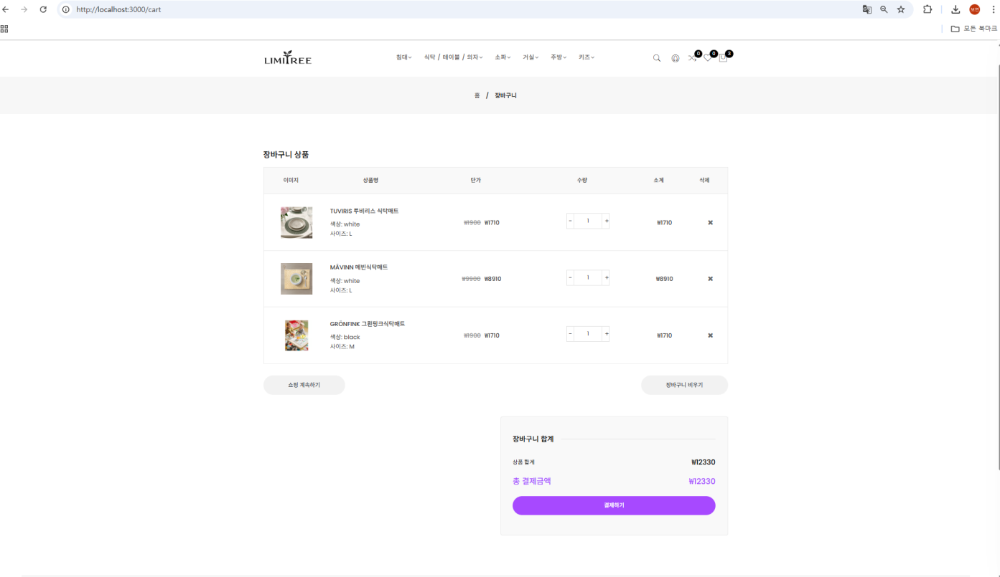 http://localhost:3000/cart
보연
모든 북마크
LIMITREE
침대 식탁 / 테이블 / 의자 소파 거실 주방 키즈
0 0 3
홈 / 장바구니
장바구니 상품
이미지 상품명 단가 수량 소계 삭제
TUVIRIS 투비리스 식탁매트
색상: white
사이즈: L
₩1900 ₩1710
- 1 +
₩1710
MÄVINN 메빈식탁매트
색상: white
사이즈: L
₩9900 ₩8910
- 1 +
₩8910
GRÖNFINK 그뢴핑크식탁매트
색상: black
사이즈: M
₩1900 ₩1710
- 1 +
₩1710
쇼핑 계속하기 장바구니 비우기
장바구니 합계
상품 합계 ₩12330
총 결제금액 ₩12330
결제하기